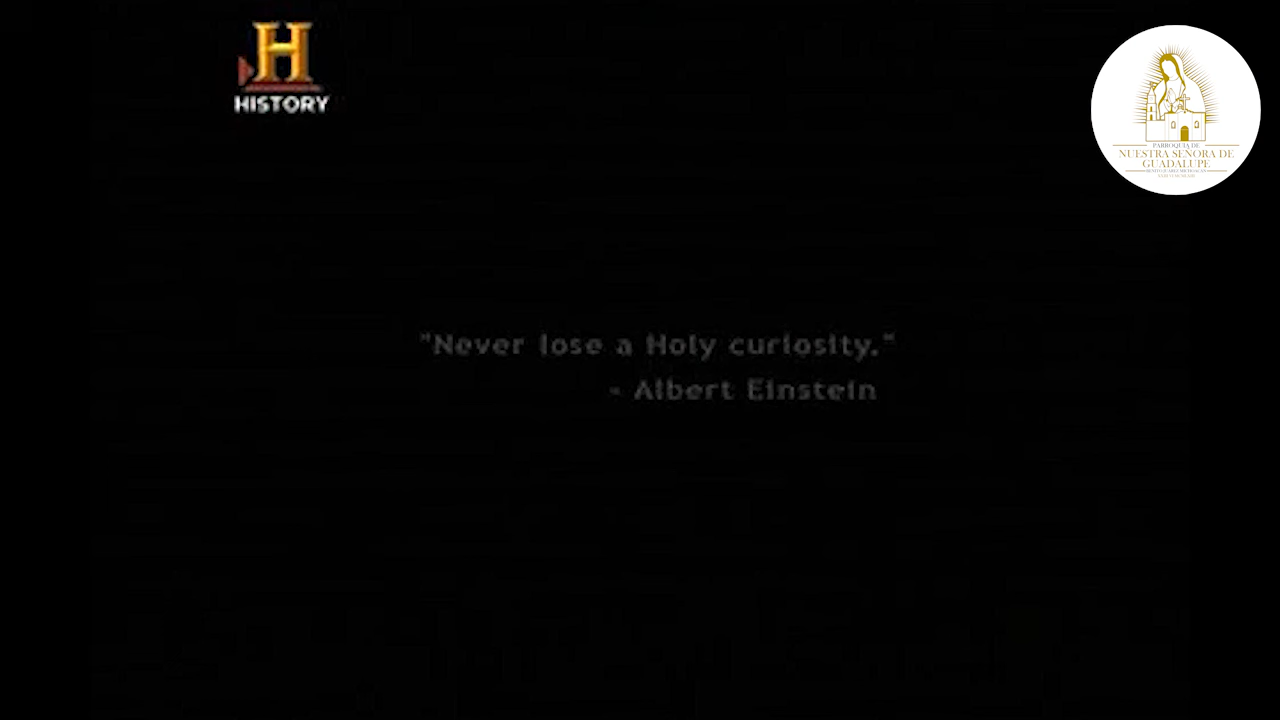 H
HISTORY
PARROQUIA DE
NUESTRA SEÑORA DE
GUADALUPE
"Never lose a Holy curiosity."
- Albert Einstein